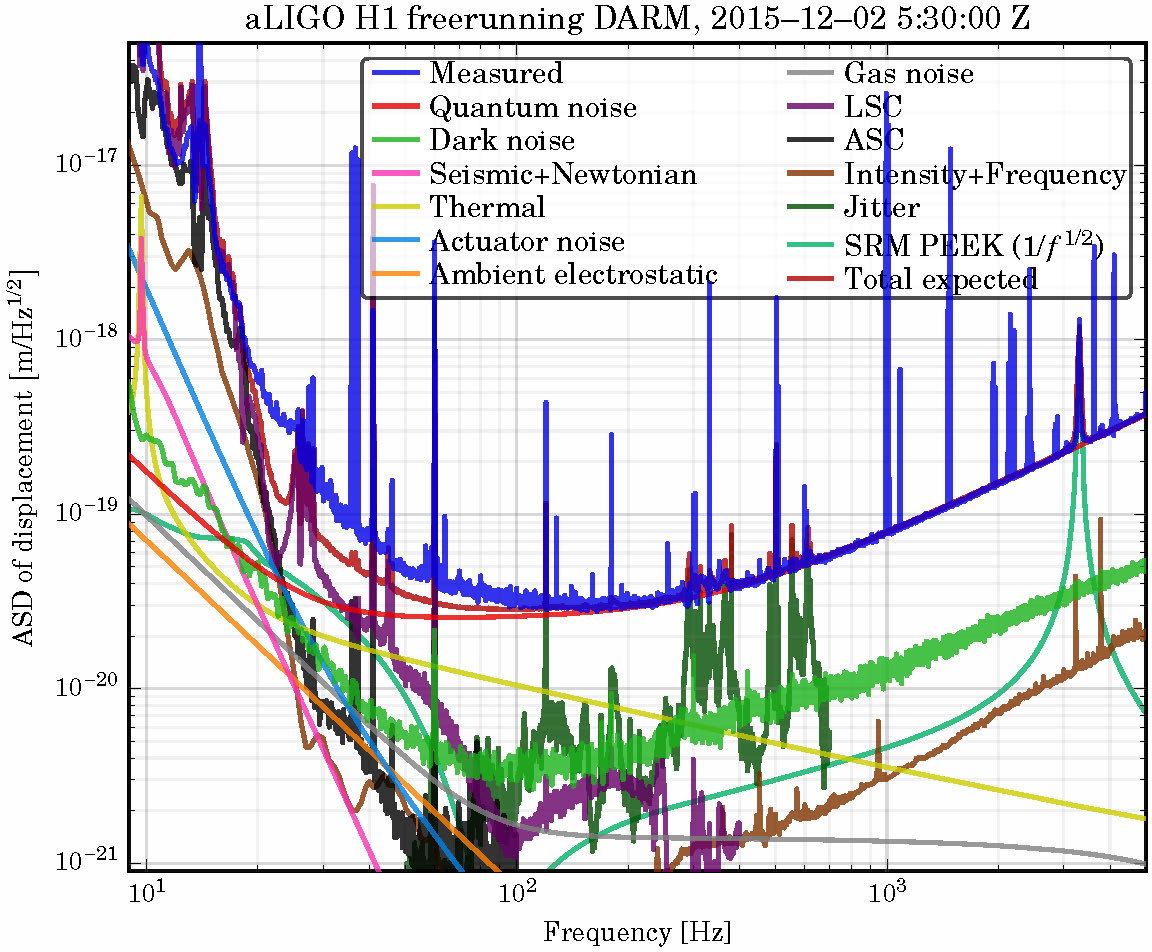 aLIGO H1 freerunning DARM, 2015–12–02 5:30:00 Z
Measured
Quantum noise
Dark noise
Seismic+Newtonian
Thermal
Actuator noise
Ambient electrostatic
Gas noise
LSC
ASC
Intensity+Frequency
Jitter
SRM PEEK (1/f^1/2)
Total expected
ASD of displacement [m/Hz^1/2]
10^−17
10^−18
10^−19
10^−20
10^−21
10^1
10^2
10^3
Frequency [Hz]